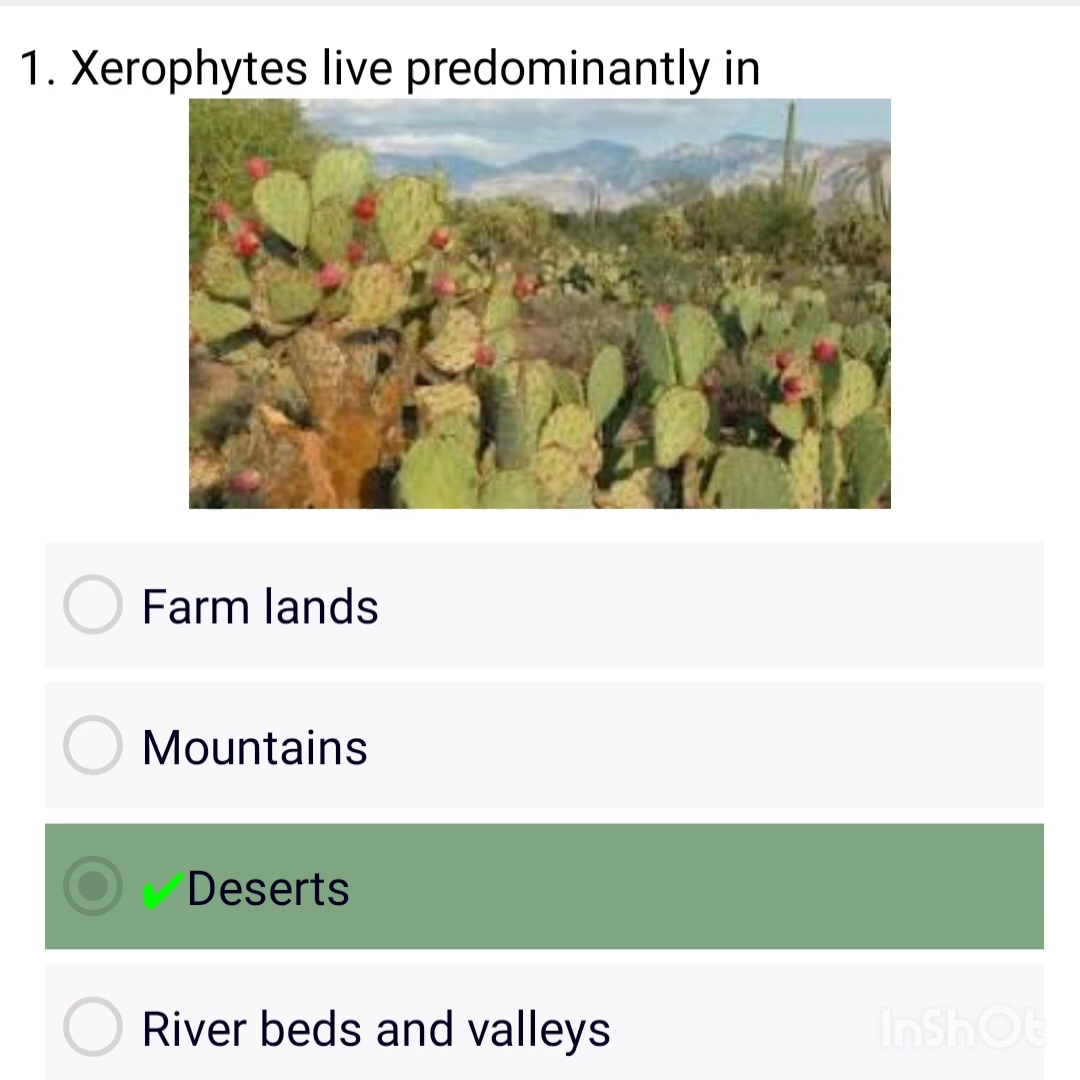 1. Xerophytes live predominantly in
Farm lands
Mountains
✔Deserts
River beds and valleys
InShOt